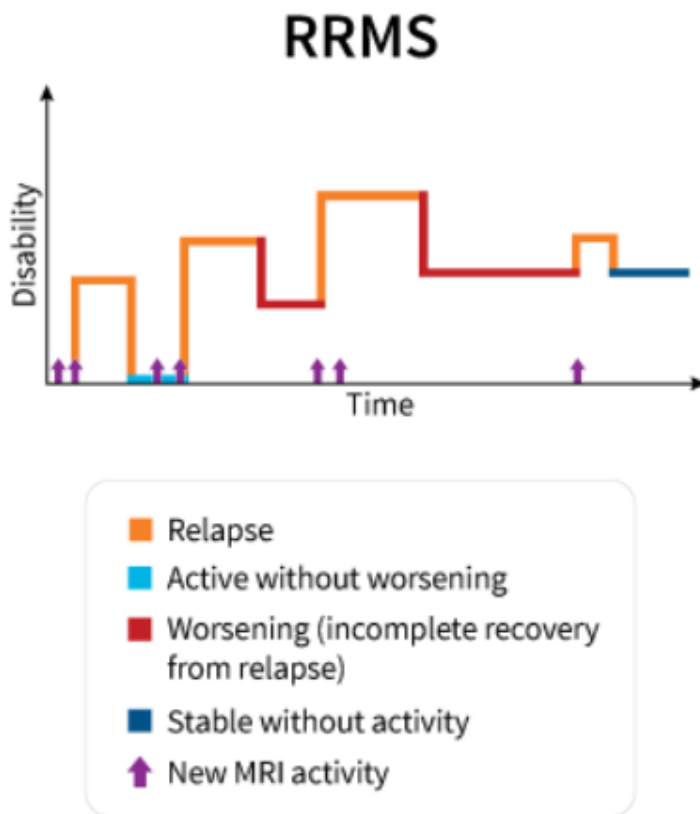 RRMS
Disability
Time
Relapse
Active without worsening
Worsening (incomplete recovery
from relapse)
Stable without activity
New MRI activity